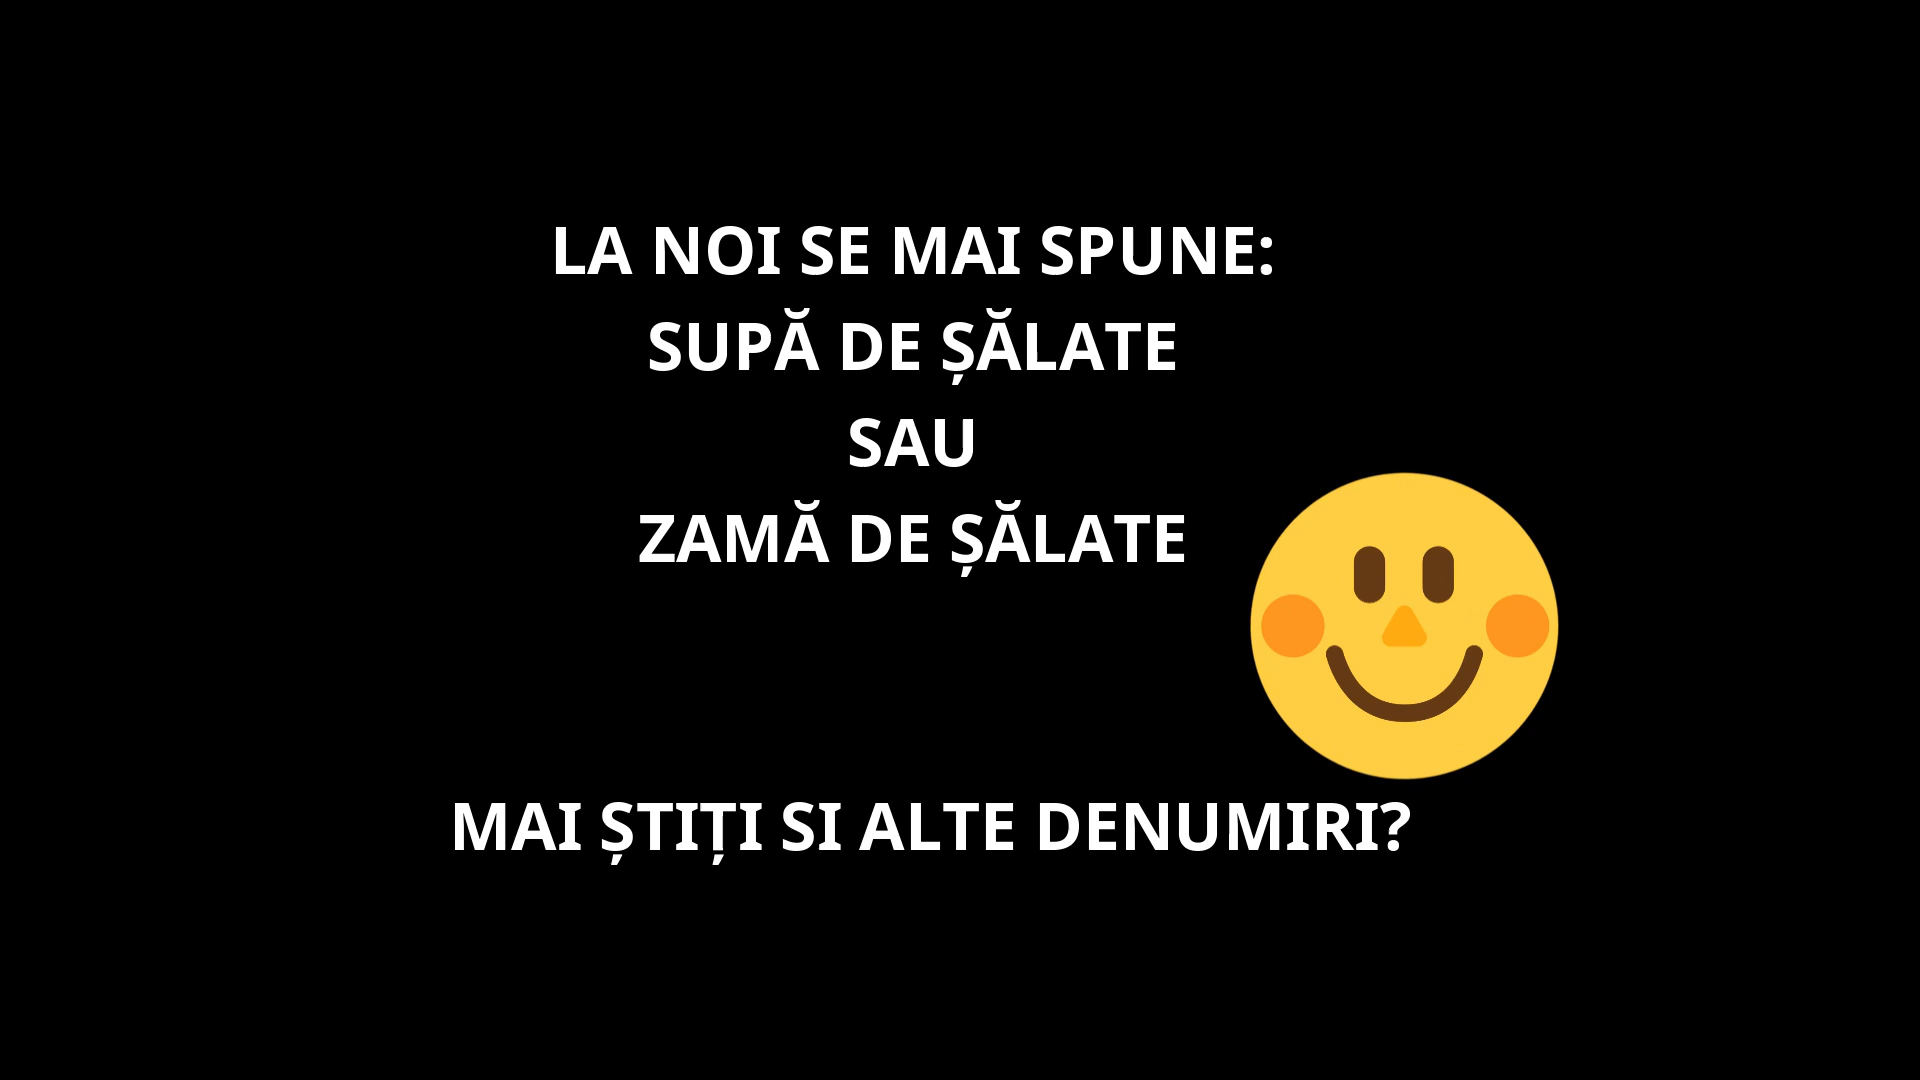 LA NOI SE MAI SPUNE:
SUPĂ DE ȘĂLATE
SAU
ZAMĂ DE ȘĂLATE
MAI ȘTIȚI SI ALTE DENUMIRI?